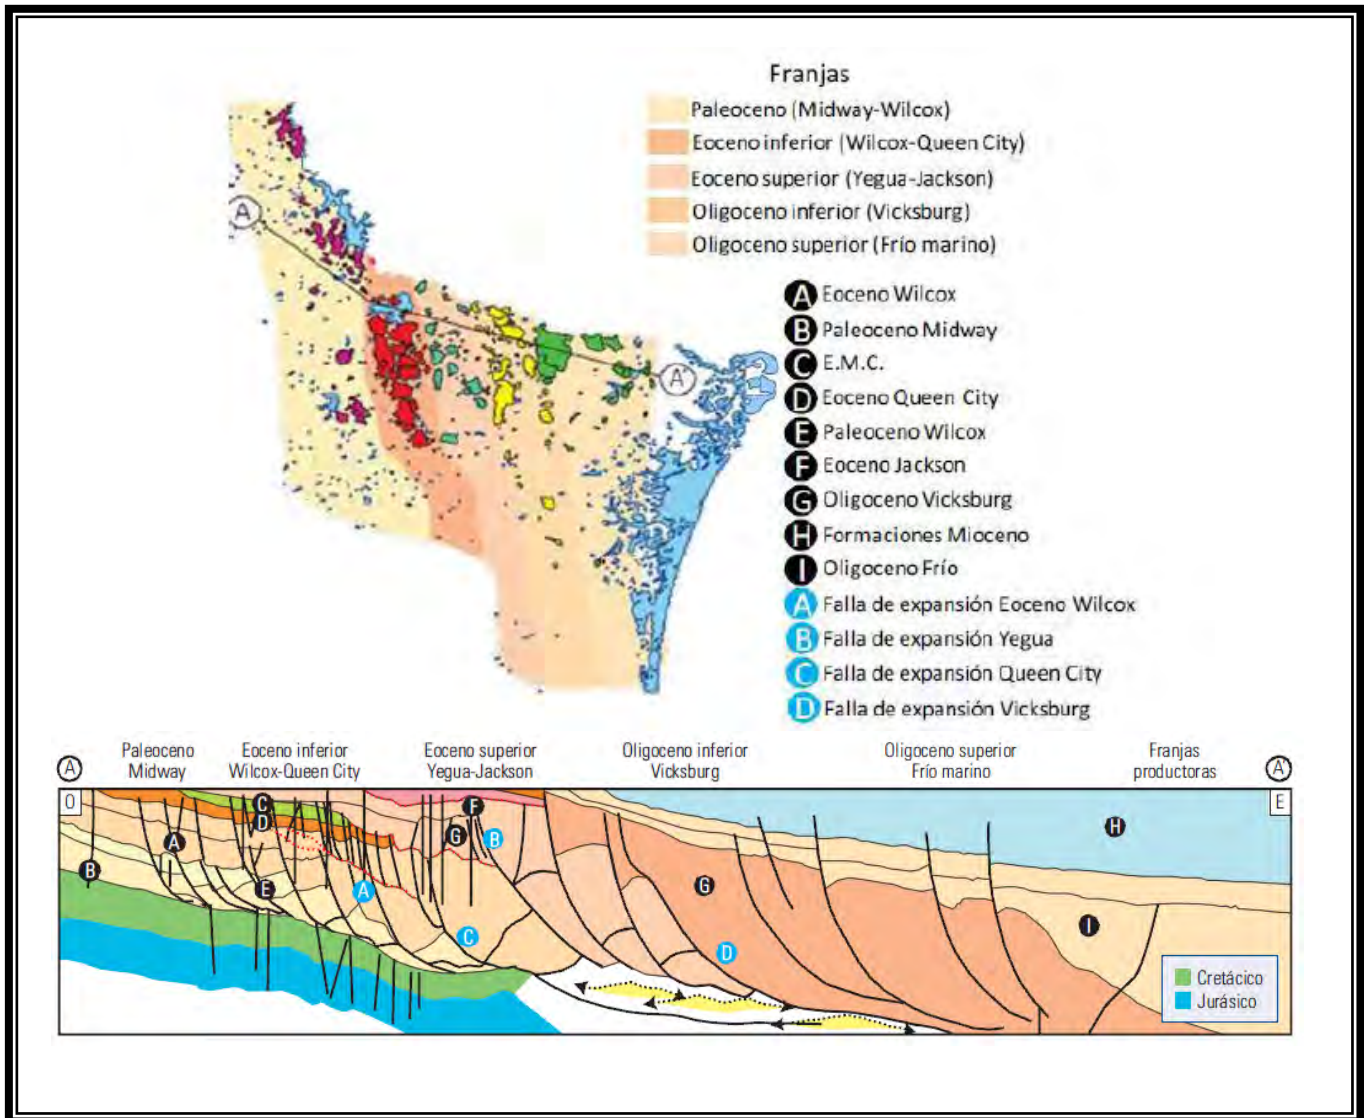 Franjas
Paleoceno (Midway-Wilcox)
Eoceno inferior (Wilcox-Queen City)
Eoceno superior (Yegua-Jackson)
Oligoceno inferior (Vicksburg)
Oligoceno superior (Frío marino)
A
A'
A Eoceno Wilcox
B Paleoceno Midway
C E.M.C.
D Eoceno Queen City
E Paleoceno Wilcox
F Eoceno Jackson
G Oligoceno Vicksburg
H Formaciones Mioceno
I Oligoceno Frío
A Falla de expansión Eoceno Wilcox
B Falla de expansión Yegua
C Falla de expansión Queen City
D Falla de expansión Vicksburg
A
Paleoceno
Midway
Eoceno inferior
Wilcox-Queen City
Eoceno superior
Yegua-Jackson
Oligoceno inferior
Vicksburg
Oligoceno superior
Frío marino
Franjas
productoras
A'
O
E
C
D
A
B
E
A
F
G
B
C
G
D
H
I
Cretácico
Jurásico